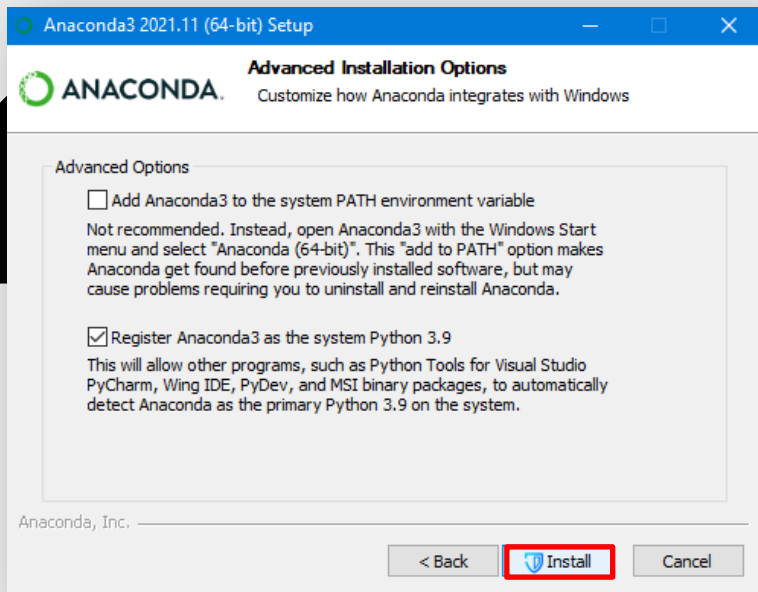 Anaconda3 2021.11 (64-bit) Setup
ANACONDA.
Advanced Installation Options
Customize how Anaconda integrates with Windows
Advanced Options
Add Anaconda3 to the system PATH environment variable
Not recommended. Instead, open Anaconda3 with the Windows Start
menu and select "Anaconda (64-bit)". This "add to PATH" option makes
Anaconda get found before previously installed software, but may
cause problems requiring you to uninstall and reinstall Anaconda.
Register Anaconda3 as the system Python 3.9
This will allow other programs, such as Python Tools for Visual Studio
PyCharm, Wing IDE, PyDev, and MSI binary packages, to automatically
detect Anaconda as the primary Python 3.9 on the system.
Anaconda, Inc.
< Back
Install
Cancel